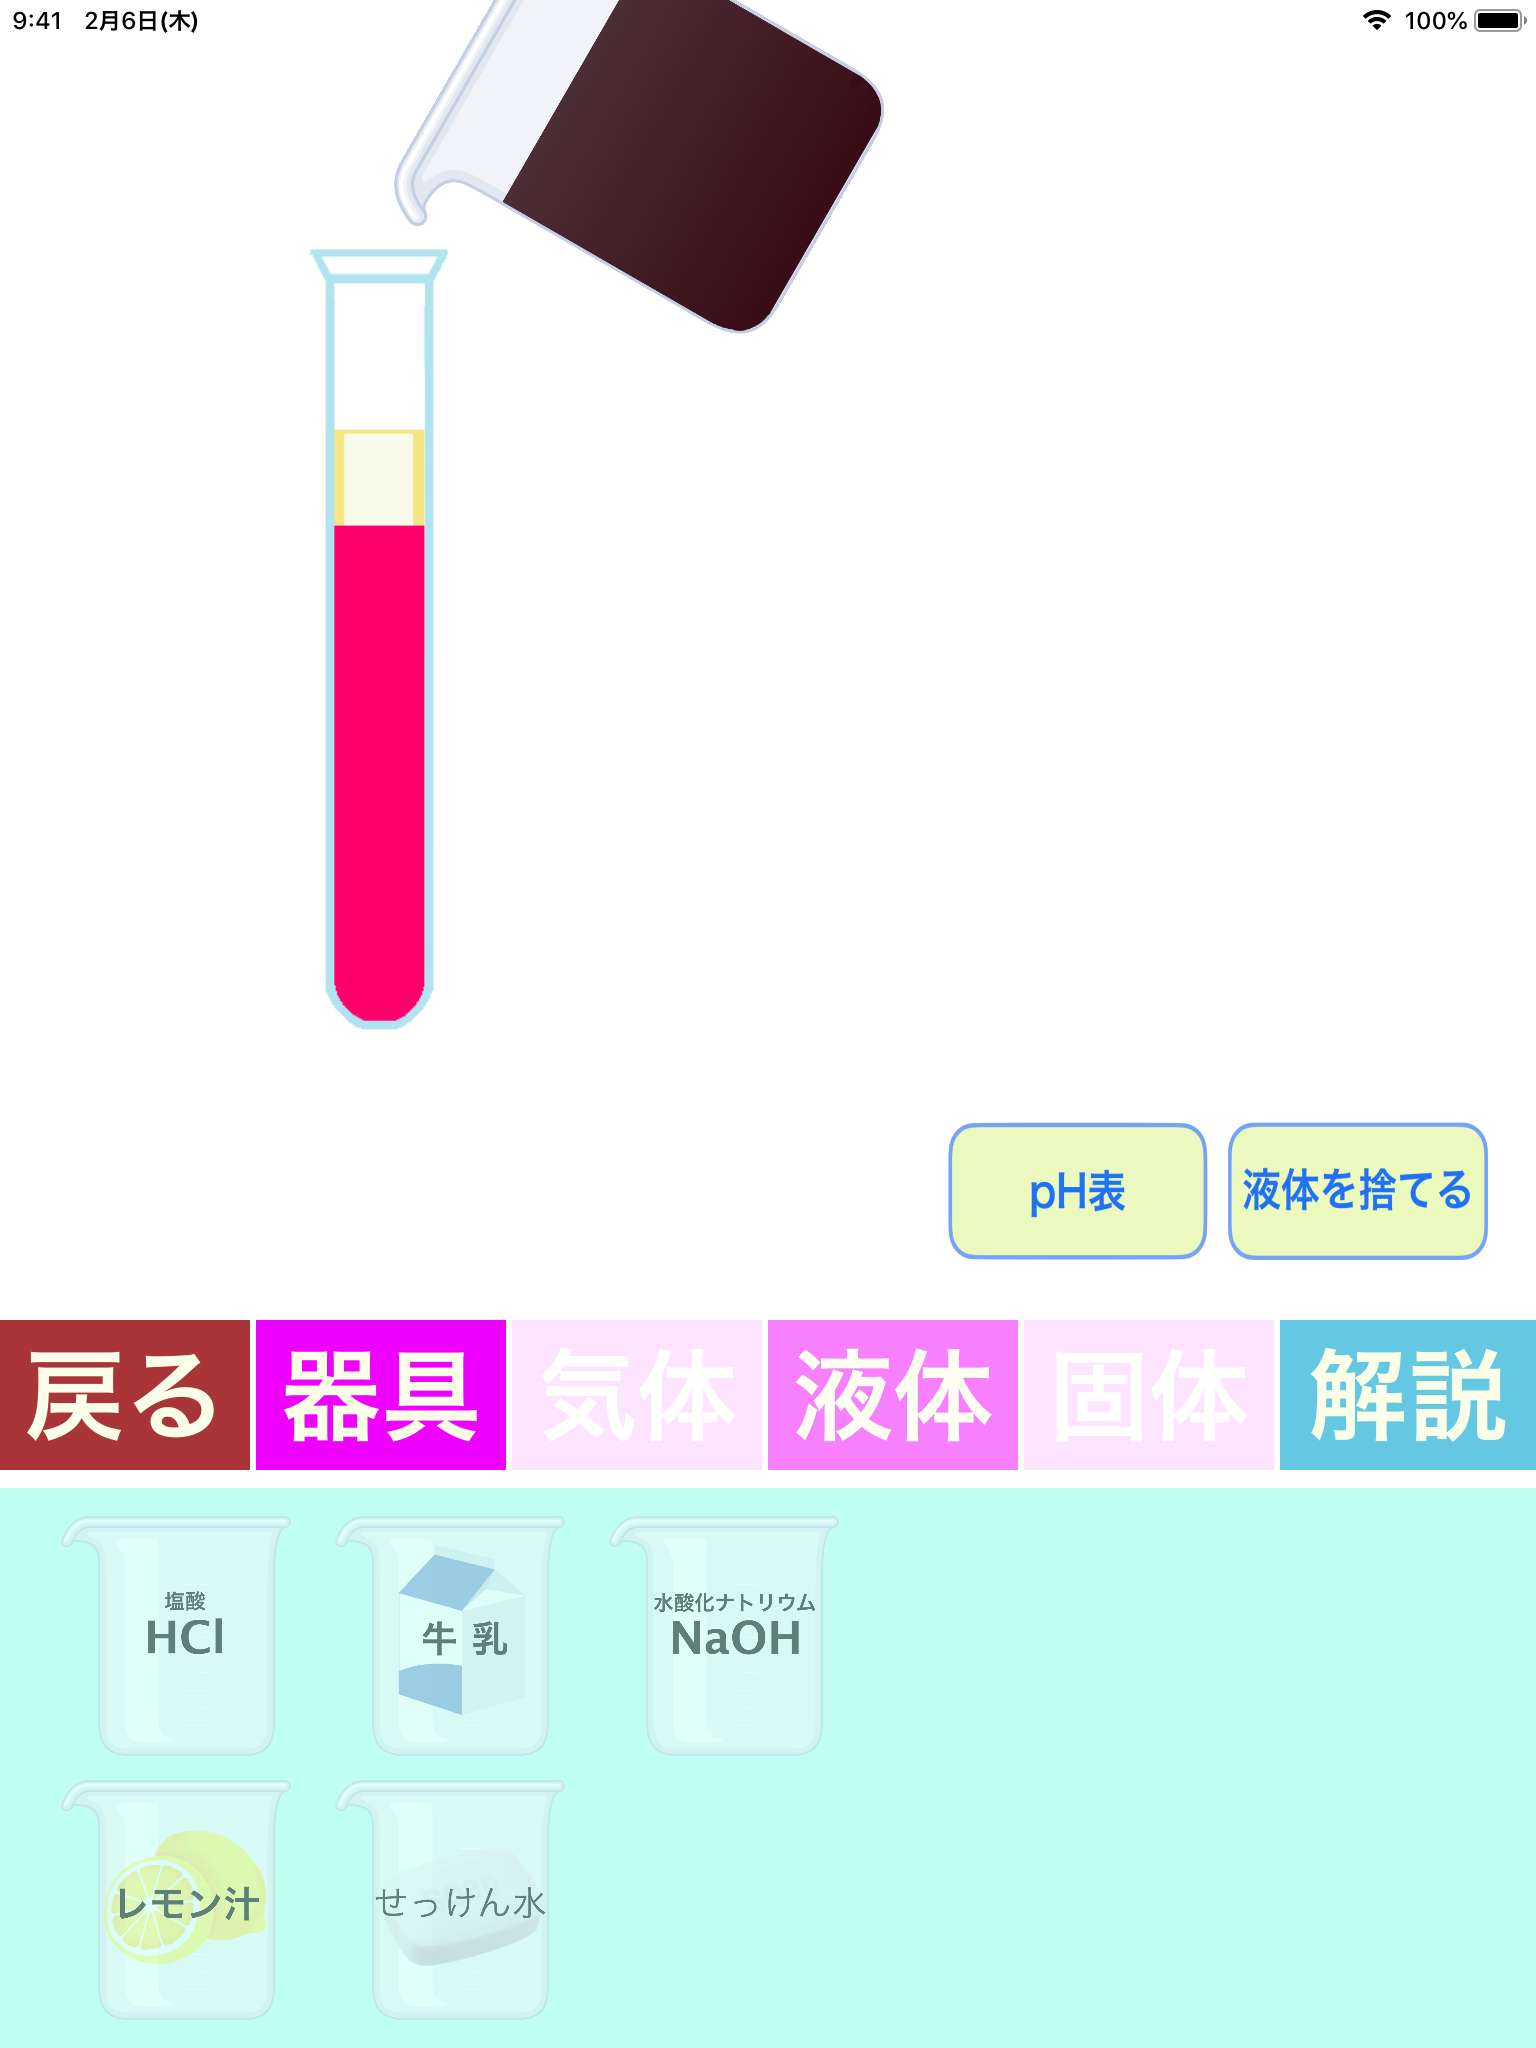 9:41 2月6日(木) 100%
pH表 液体を捨てる
戻る 器具 気体 液体 固体 解説
塩酸
HCl
牛乳
水酸化ナトリウム
NaOH
レモン汁
せっけん水